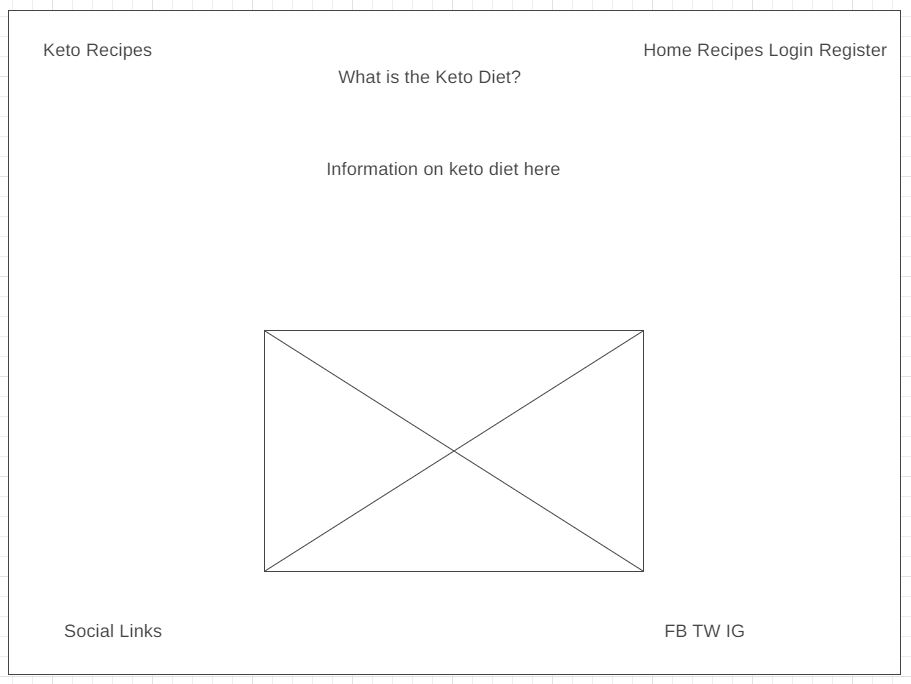 Keto Recipes
Home Recipes Login Register
What is the Keto Diet?
Information on keto diet here
Social Links
FB TW IG